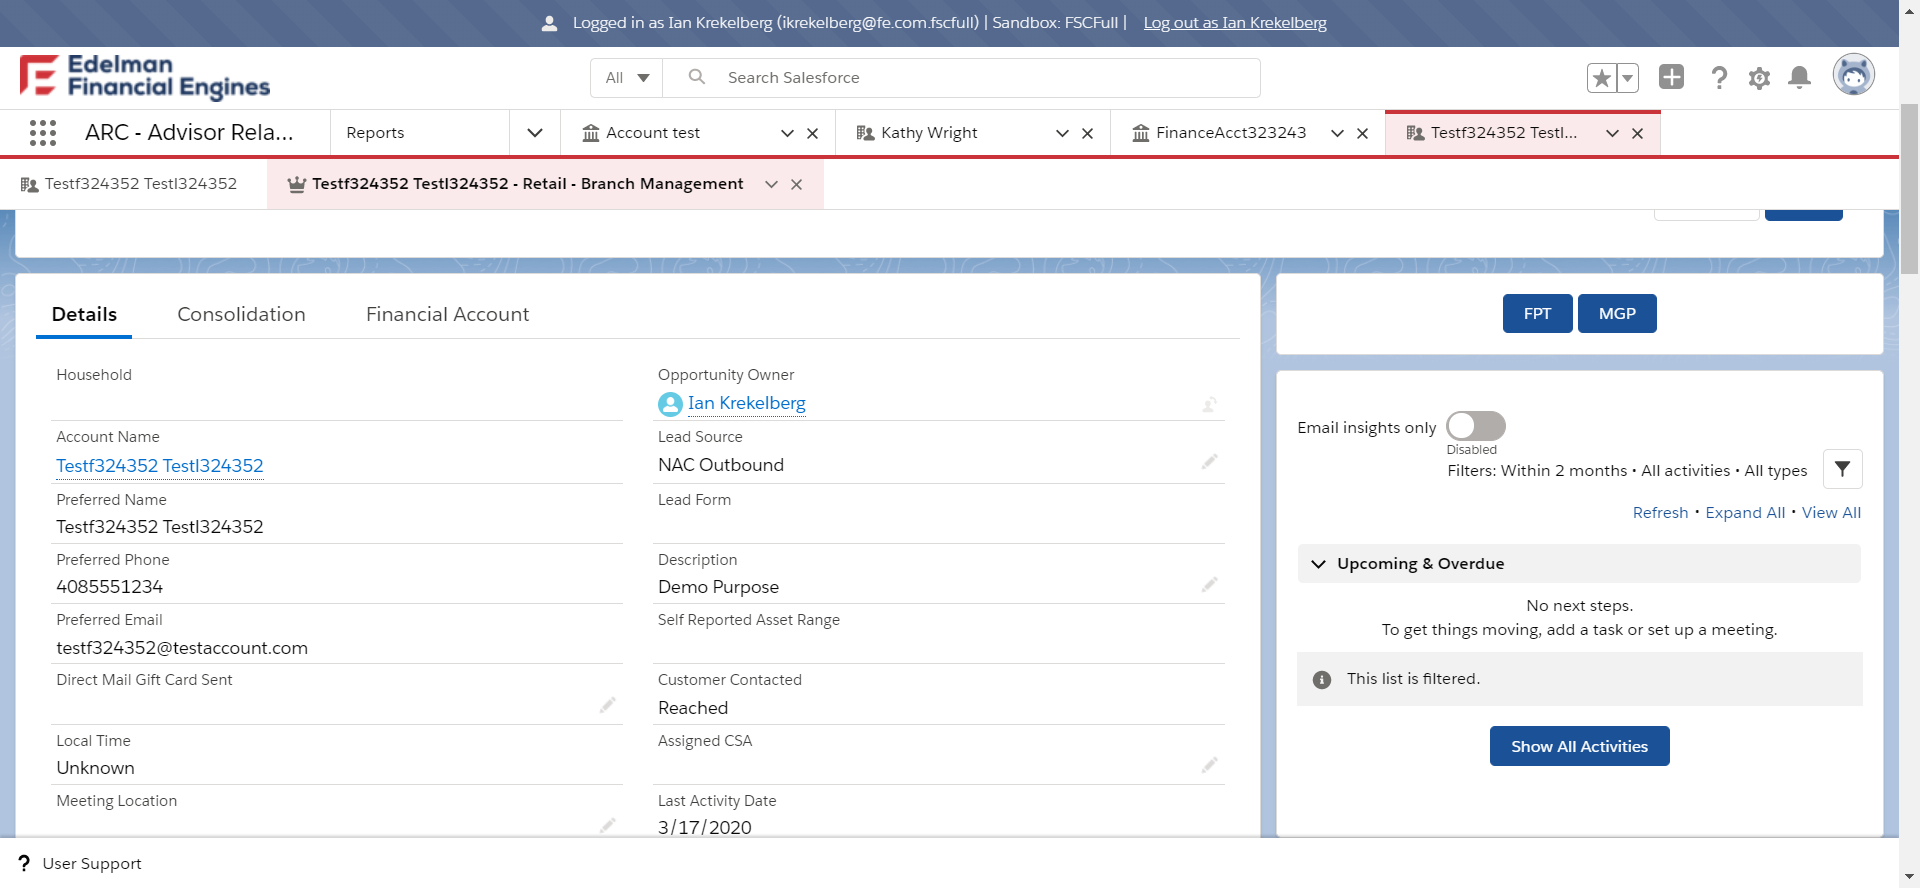 Logged in as Ian Krekelberg (ikrekelberg@fe.com.fscfull) | Sandbox: FSCFull | Log out as Ian Krekelberg
Edelman
Financial Engines
All
Search Salesforce
ARC - Advisor Rela...
Reports
Account test
Kathy Wright
FinanceAcct323243
Testf324352 Testl...
Testf324352 Testl324352
Testf324352 Testl324352 - Retail - Branch Management
Details
Consolidation
Financial Account
FPT
MGP
Household
Opportunity Owner
Ian Krekelberg
Account Name
Testf324352 Testl324352
Lead Source
NAC Outbound
Preferred Name
Testf324352 Testl324352
Lead Form
Preferred Phone
4085551234
Description
Demo Purpose
Preferred Email
testf324352@testaccount.com
Self Reported Asset Range
Direct Mail Gift Card Sent
Customer Contacted
Reached
Local Time
Unknown
Assigned CSA
Meeting Location
Last Activity Date
3/17/2020
Email insights only
Disabled
Filters: Within 2 months • All activities • All types
Refresh • Expand All • View All
Upcoming & Overdue
No next steps.
To get things moving, add a task or set up a meeting.
This list is filtered.
Show All Activities
? User Support